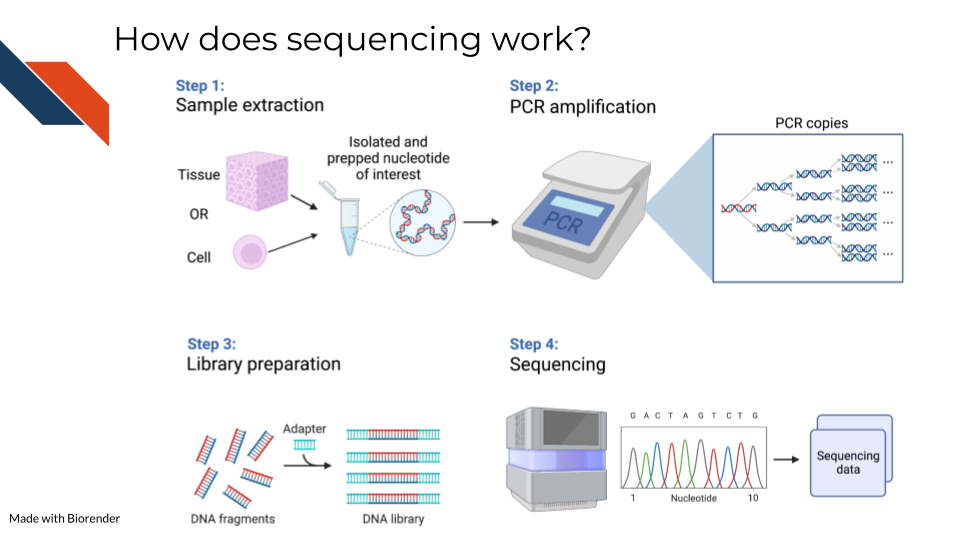 How does sequencing work?
Step 1:
Sample extraction
Tissue
OR
Cell
Isolated and
prepped nucleotide
of interest
Step 2:
PCR amplification
PCR
PCR copies
...
...
...
...
Step 3:
Library preparation
Adapter
DNA fragments
DNA library
Step 4:
Sequencing
G A C T A G T C T G
1 Nucleotide 10
Sequencing
data
Made with Biorender